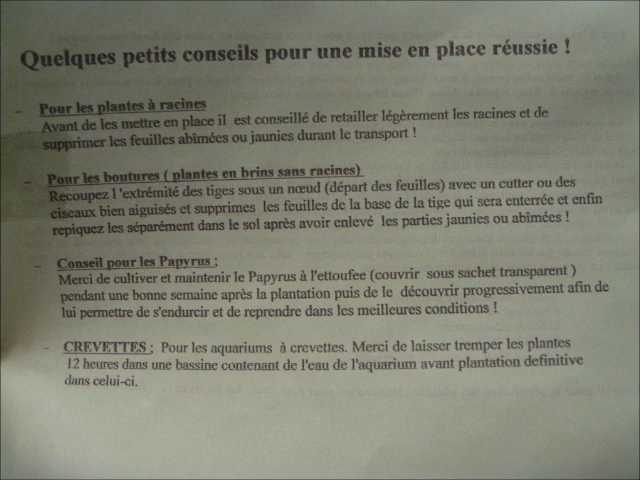 Quelques petits conseils pour une mise en place réussie !
- Pour les plantes à racines
Avant de les mettre en place il est conseillé de retailler légèrement les racines et de
supprimer les feuilles abîmées ou jaunies durant le transport !
- Pour les boutures ( plantes en brins sans racines)
Recoupez l'extrémité des tiges sous un nœud (départ des feuilles) avec un cutter ou des
ciseaux bien aiguisés et supprimes les feuilles de la base de la tige qui sera enterrée et enfin
repiquez les séparément dans le sol après avoir enlevé les parties jaunies ou abîmées !
- Conseil pour les Papyrus :
Merci de cultiver et maintenir le Papyrus à l'ettoufee (couvrir sous sachet transparent )
pendant une bonne semaine après la plantation puis de le découvrir progressivement afin de
lui permettre de s'endurcir et de reprendre dans les meilleures conditions !
- CREVETTES : Pour les aquariums à crevettes. Merci de laisser tremper les plantes
12 heures dans une bassine contenant de l'eau de l'aquarium avant plantation definitive
dans celui-ci.